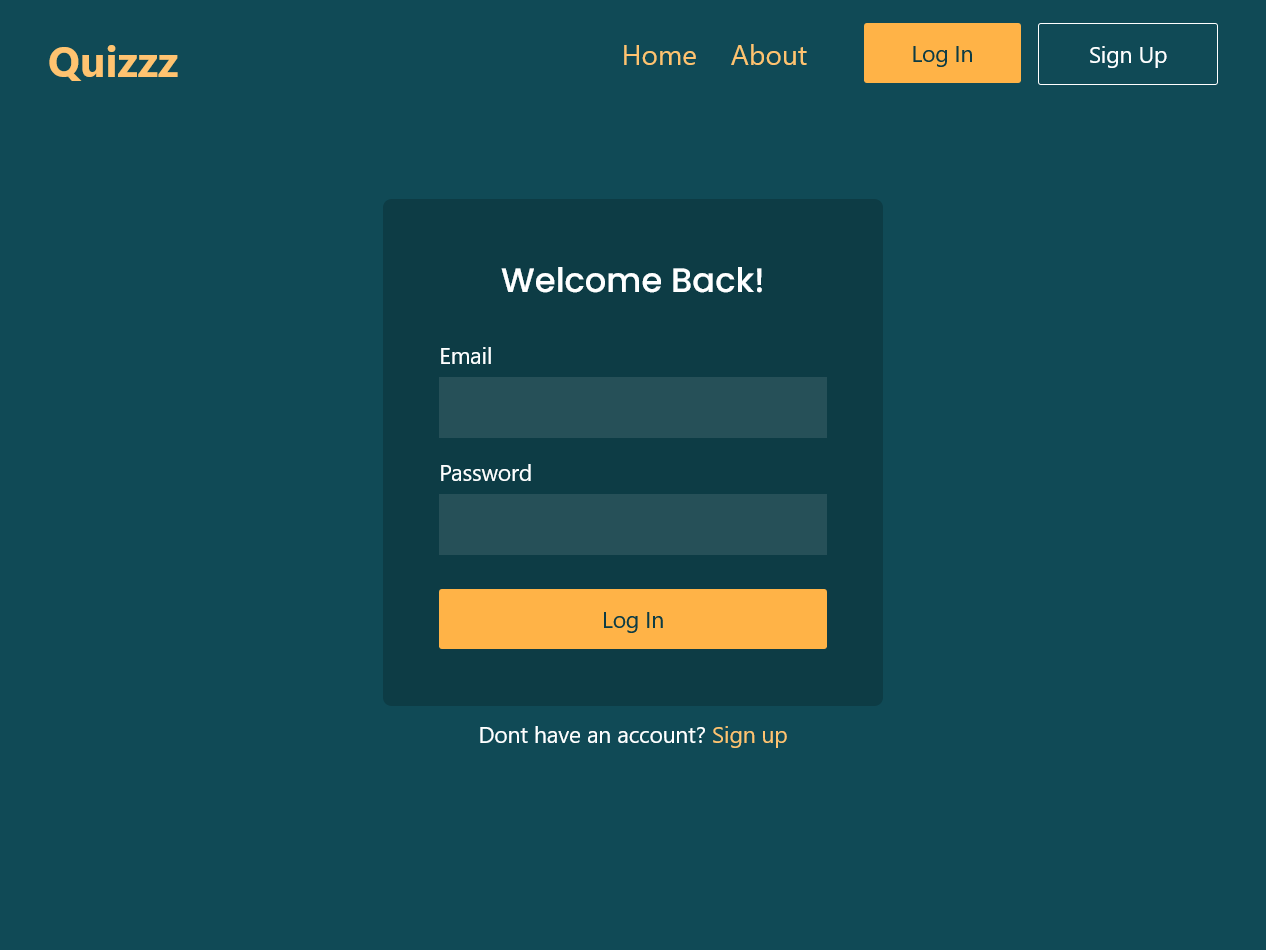 Quizzz
Home About Log In Sign Up
Welcome Back!
Email
Password
Log In
Dont have an account? Sign up